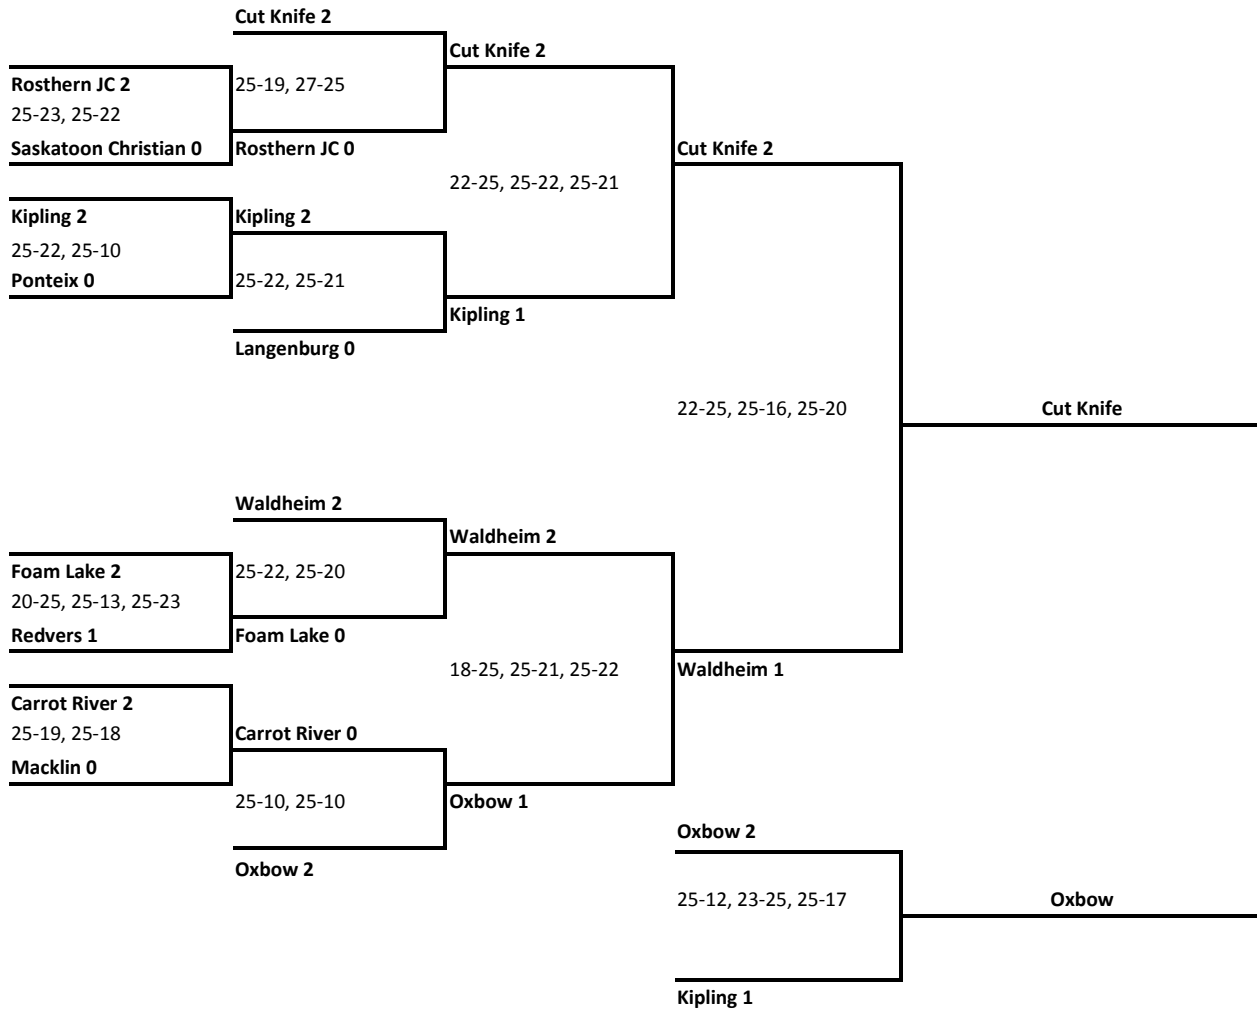 Cut Knife 2
Cut Knife 2
Rosthern JC 2
25-19, 27-25
25-23, 25-22
Saskatoon Christian 0
Rosthern JC 0
Cut Knife 2
22-25, 25-22, 25-21
Kipling 2
Kipling 2
25-22, 25-10
Ponteix 0
25-22, 25-21
Kipling 1
Langenburg 0
22-25, 25-16, 25-20
Cut Knife
Waldheim 2
Waldheim 2
Foam Lake 2
25-22, 25-20
20-25, 25-13, 25-23
Redvers 1
Foam Lake 0
18-25, 25-21, 25-22
Waldheim 1
Carrot River 2
25-19, 25-18
Carrot River 0
Macklin 0
25-10, 25-10
Oxbow 1
Oxbow 2
Oxbow 2
25-12, 23-25, 25-17
Oxbow
Kipling 1